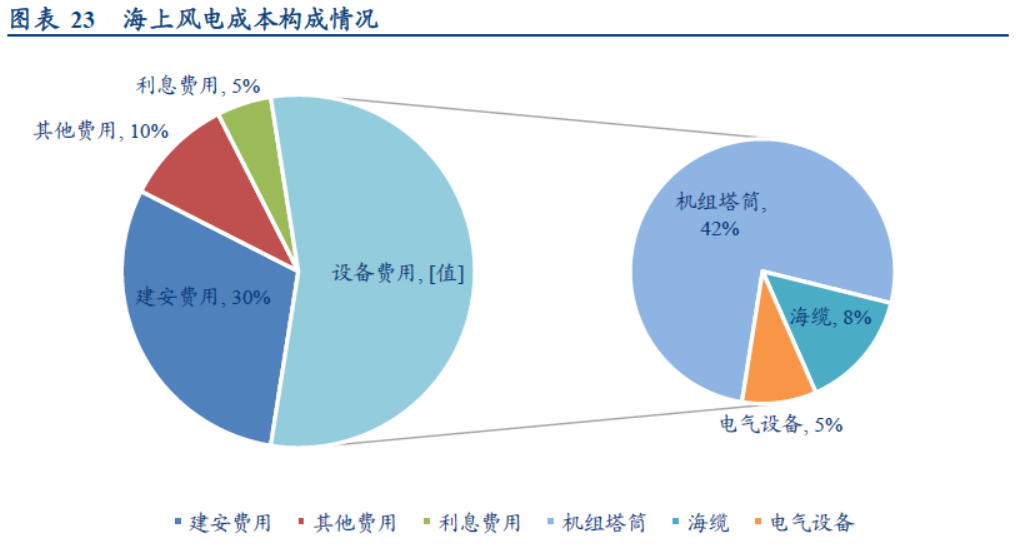 图表 23 海上风电成本构成情况
利息费用, 5%
其他费用, 10%
建安费用, 30%
设备费用, [值]
机组塔筒,
42%
海缆, 8%
电气设备, 5%
建安费用 其他费用 利息费用 机组塔筒 海缆 电气设备